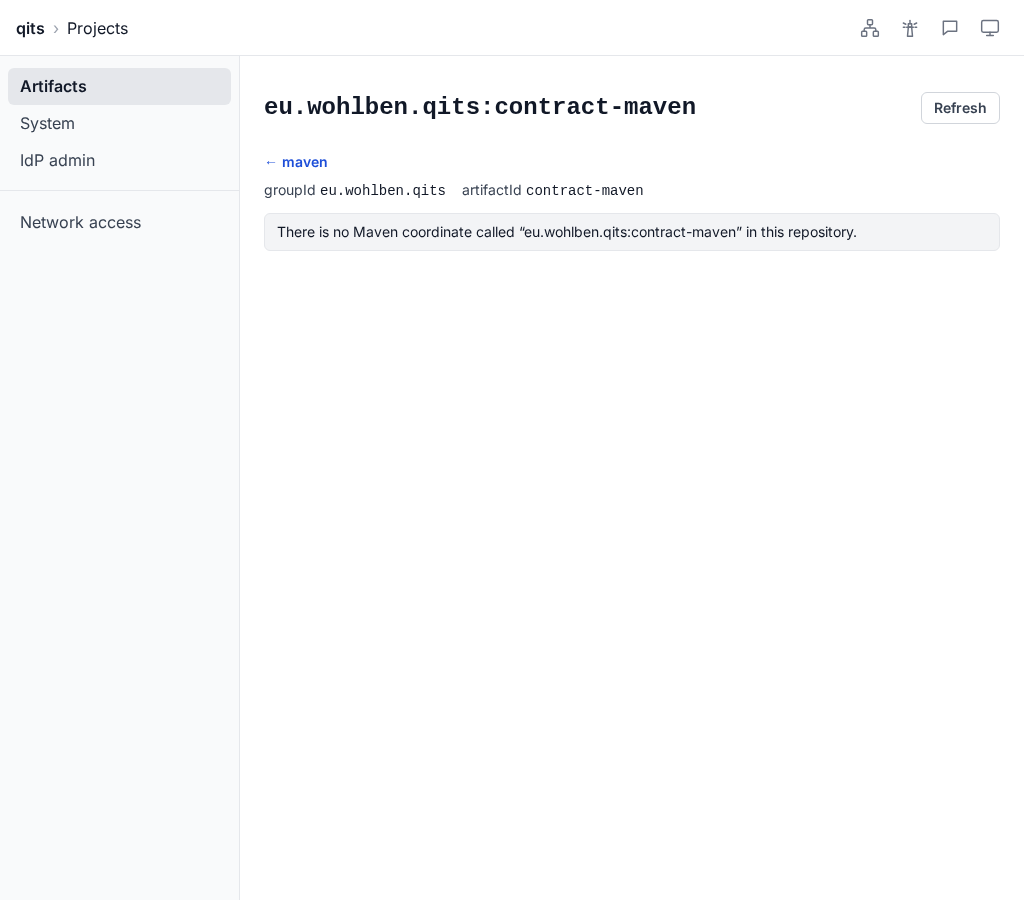 qits › Projects
Artifacts
System
IdP admin
Network access
eu.wohlben.qits:contract-maven
Refresh
← maven
groupId eu.wohlben.qits artifactId contract-maven
There is no Maven coordinate called “eu.wohlben.qits:contract-maven” in this repository.